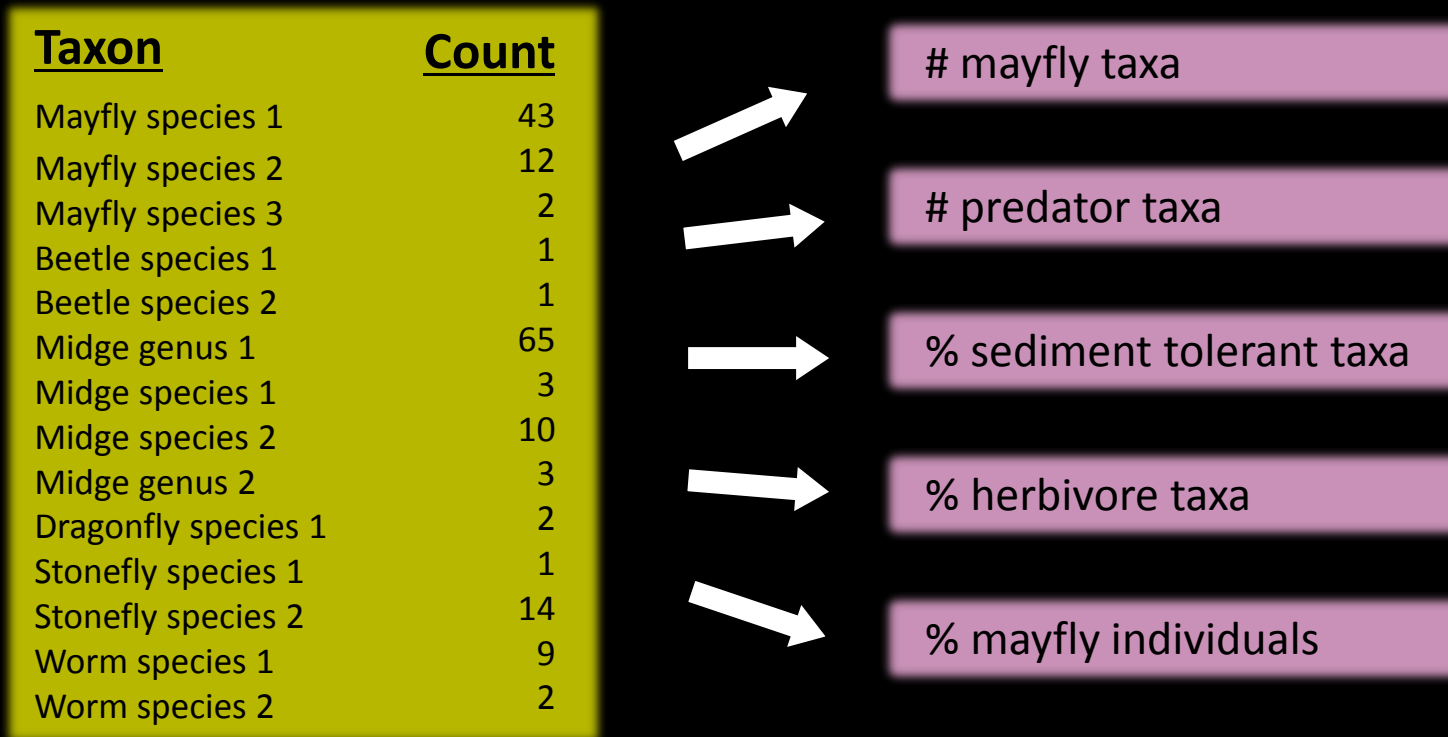 Taxon Count
Mayfly species 1 43
Mayfly species 2 12
Mayfly species 3 2
Beetle species 1 1
Beetle species 2 1
Midge genus 1 65
Midge species 1 3
Midge species 2 10
Midge genus 2 3
Dragonfly species 1 2
Stonefly species 1 1
Stonefly species 2 14
Worm species 1 9
Worm species 2 2
# mayfly taxa
# predator taxa
% sediment tolerant taxa
% herbivore taxa
% mayfly individuals